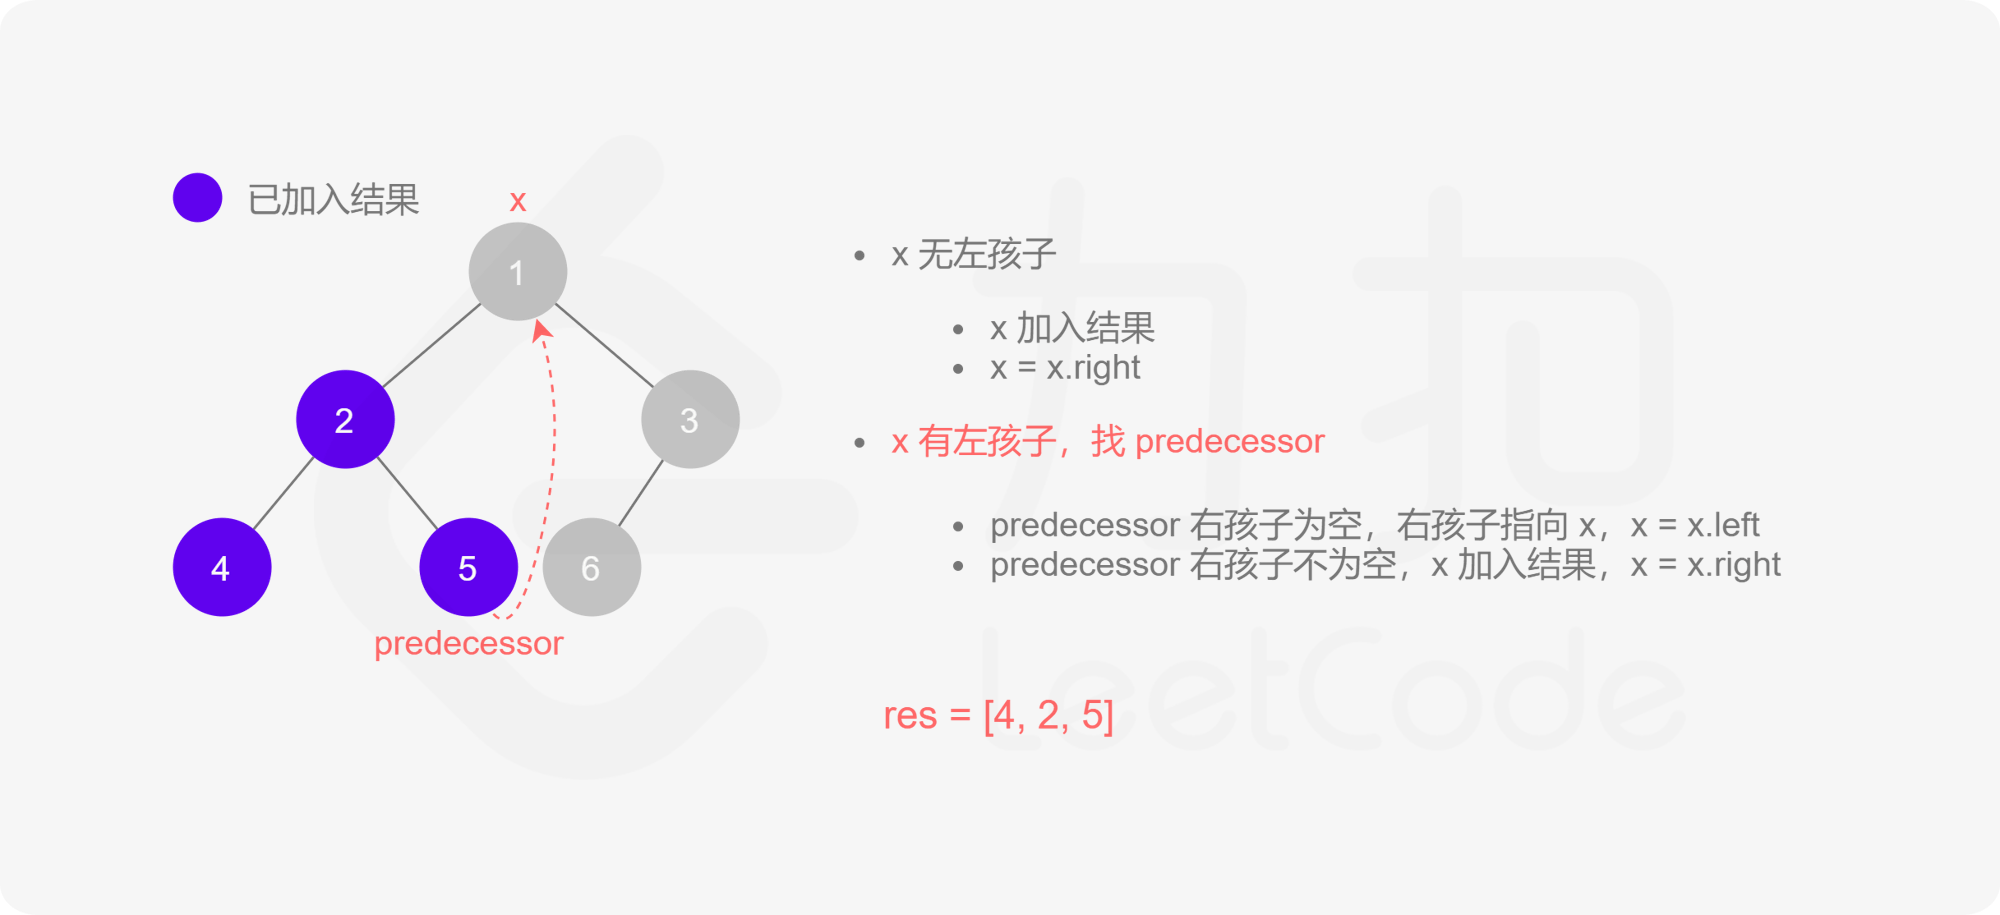 已加入结果
x
1
2
3
4
5
6
predecessor
x 无左孩子
x 加入结果
x = x.right
x 有左孩子，找 predecessor
predecessor 右孩子为空，右孩子指向 x，x = x.left
predecessor 右孩子不为空，x 加入结果，x = x.right
res = [4, 2, 5]
力扣
LeetCode